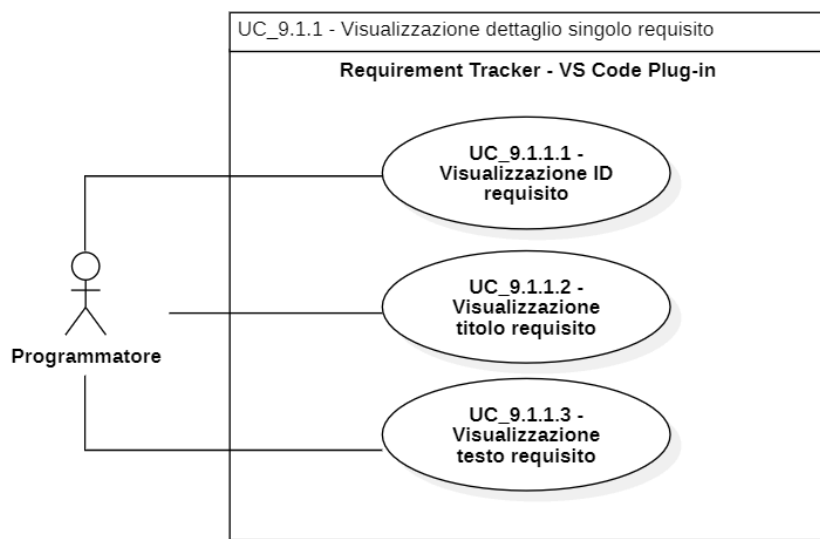 UC_9.1.1 - Visualizzazione dettaglio singolo requisito
Requirement Tracker - VS Code Plug-in
UC_9.1.1.1 -
Visualizzazione ID
requisito
UC_9.1.1.2 -
Visualizzazione
titolo requisito
Programmatore
UC_9.1.1.3 -
Visualizzazione
testo requisito